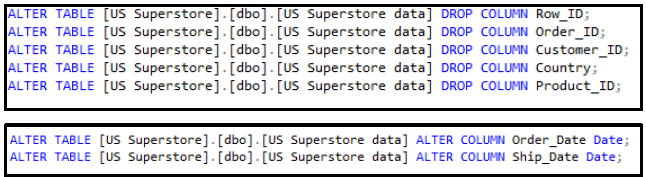 ALTER TABLE [US Superstore].[dbo].[US Superstore data] DROP COLUMN Row_ID;
ALTER TABLE [US Superstore].[dbo].[US Superstore data] DROP COLUMN Order_ID;
ALTER TABLE [US Superstore].[dbo].[US Superstore data] DROP COLUMN Customer_ID;
ALTER TABLE [US Superstore].[dbo].[US Superstore data] DROP COLUMN Country;
ALTER TABLE [US Superstore].[dbo].[US Superstore data] DROP COLUMN Product_ID;
ALTER TABLE [US Superstore].[dbo].[US Superstore data] ALTER COLUMN Order_Date Date;
ALTER TABLE [US Superstore].[dbo].[US Superstore data] ALTER COLUMN Ship_Date Date;